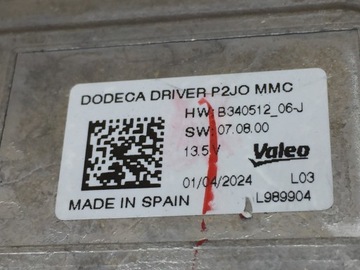 DODECA DRIVER P2JO MMC
HW:B340512_06-J
SW:07.08.00
13.5V Valeo
01/04/2024 L03
MADE IN SPAIN L989904